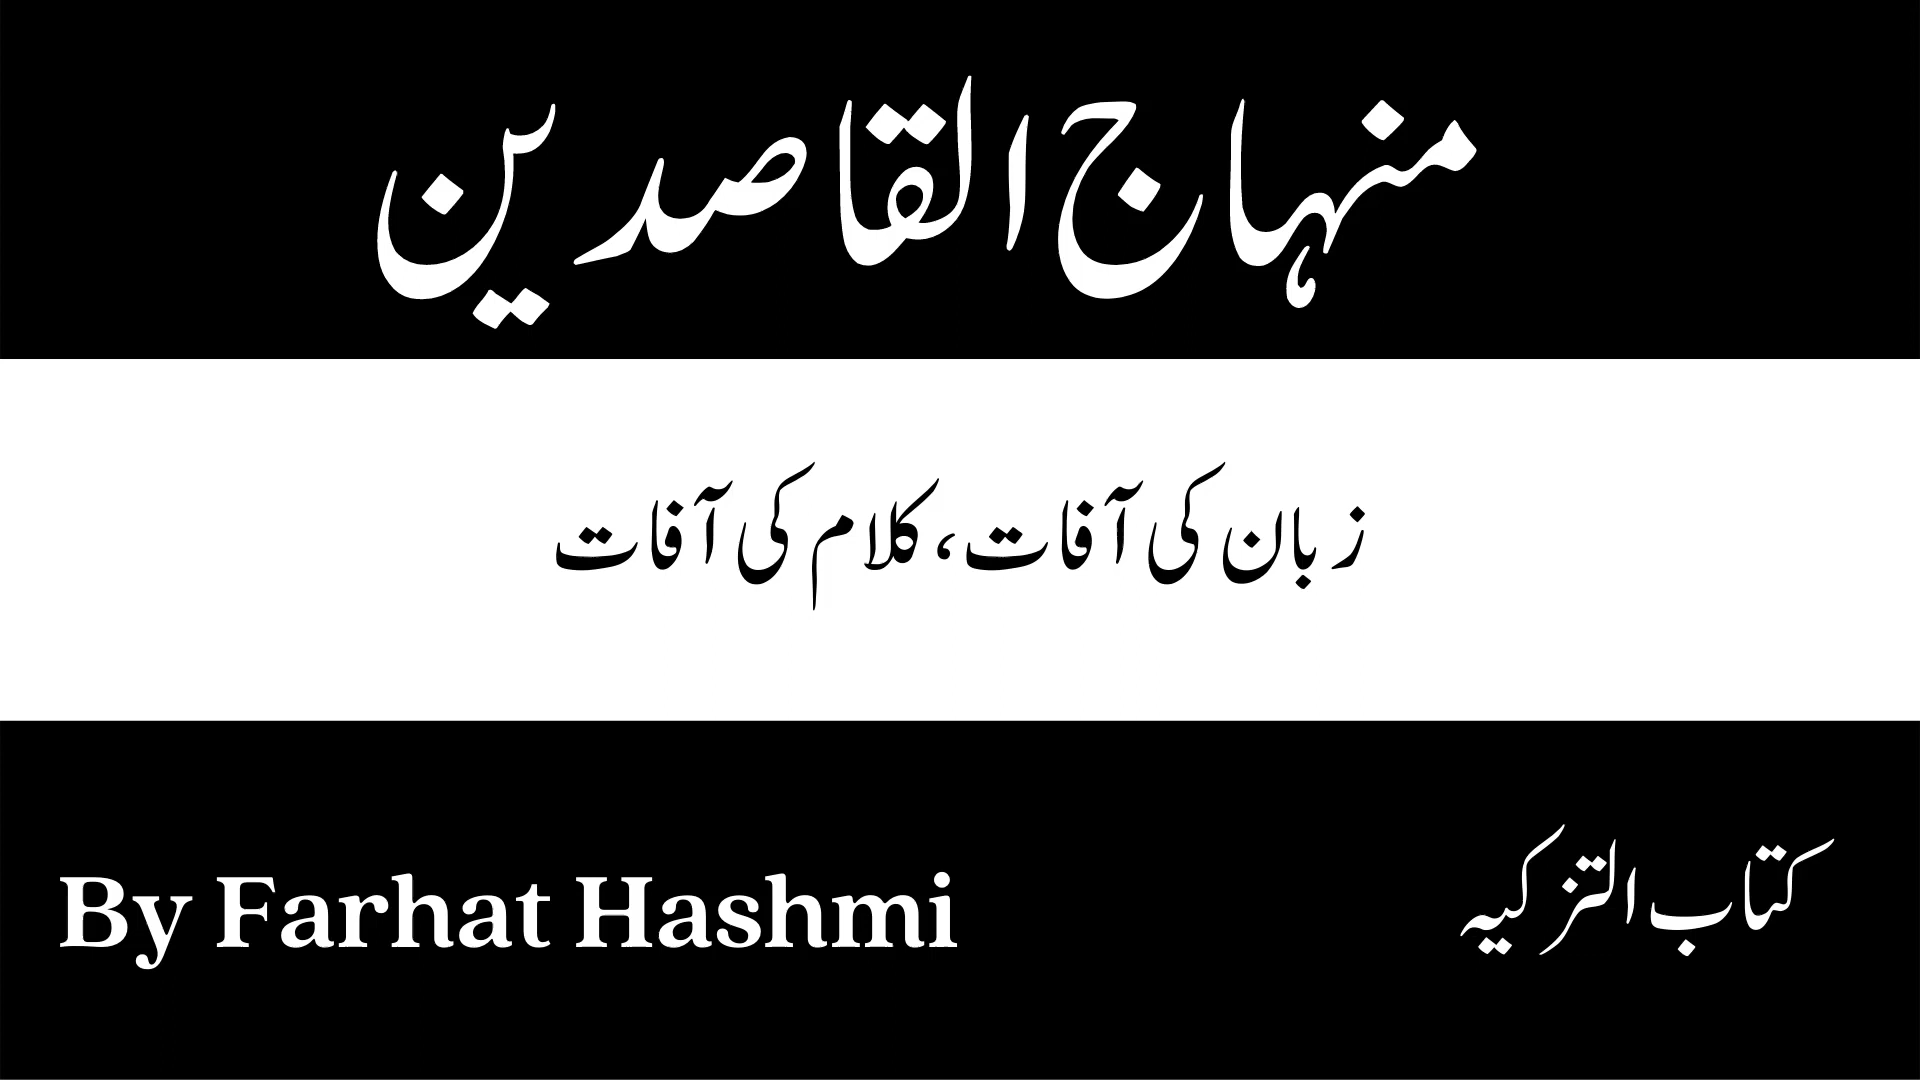 منہاج القاصدین
زبان کی آفات، کلام کی آفات
By Farhat Hashmi
کتاب التزکیہ